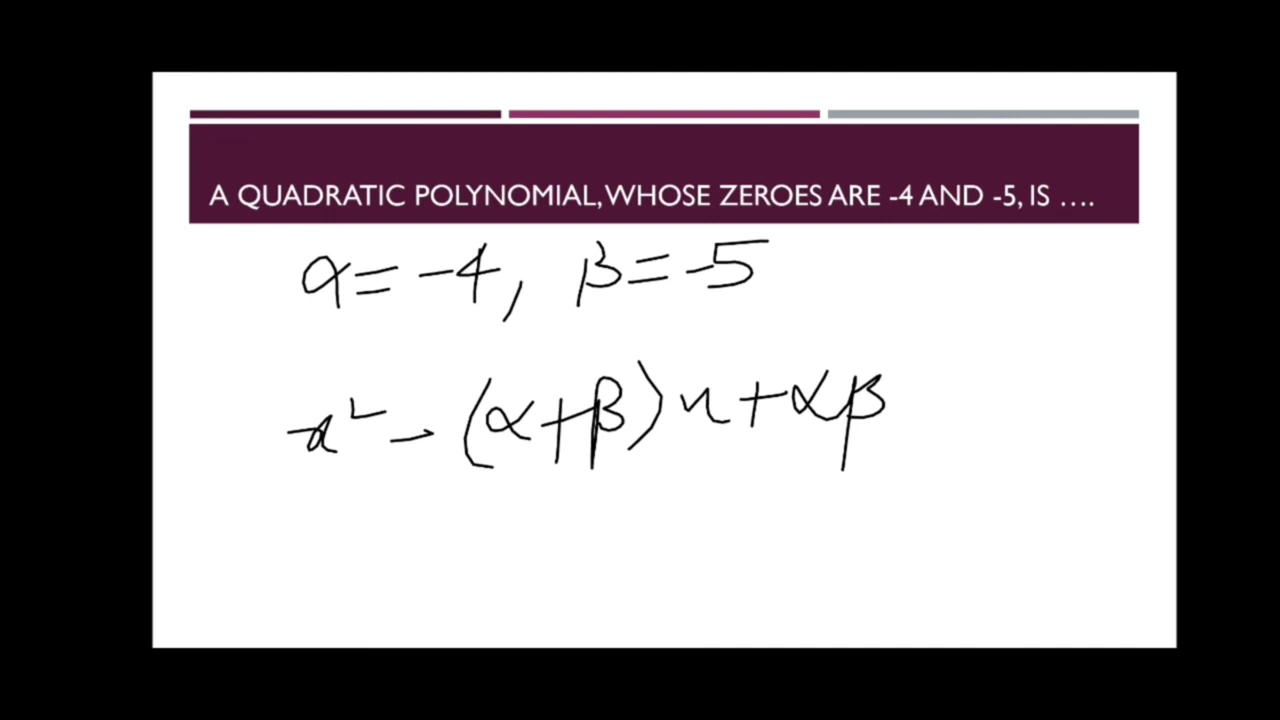 A QUADRATIC POLYNOMIAL, WHOSE ZEROES ARE -4 AND -5, IS ....
α = -4, β = -5
x² - (α+β)x + αβ